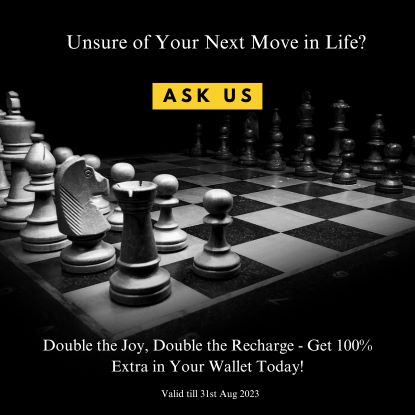 Unsure of Your Next Move in Life?
ASK US
Double the Joy, Double the Recharge - Get 100%
Extra in Your Wallet Today!
Valid till 31st Aug 2023